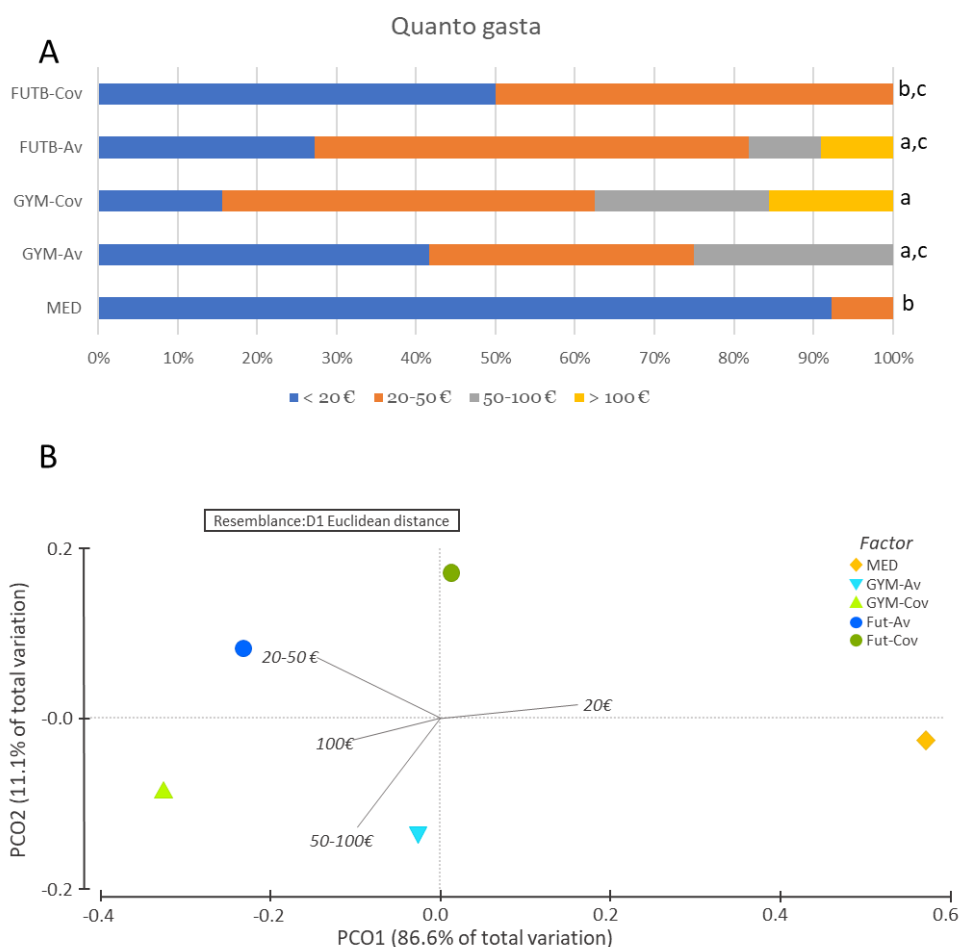 Quanto gasta
A
FUTB-Cov b,c
FUTB-Av a,c
GYM-Cov a
GYM-Av a,c
MED b
0% 10% 20% 30% 40% 50% 60% 70% 80% 90% 100%
< 20 € 20-50 € 50-100 € > 100 €
B
Resemblance:D1 Euclidean distance
Factor
MED
GYM-Av
GYM-Cov
Fut-Av
Fut-Cov
0.2
-0.0
-0.2
PCO2 (11.1% of total variation)
20-50 €
20€
100€
50-100€
-0.4 -0.2 0.0 0.2 0.4 0.6
PCO1 (86.6% of total variation)